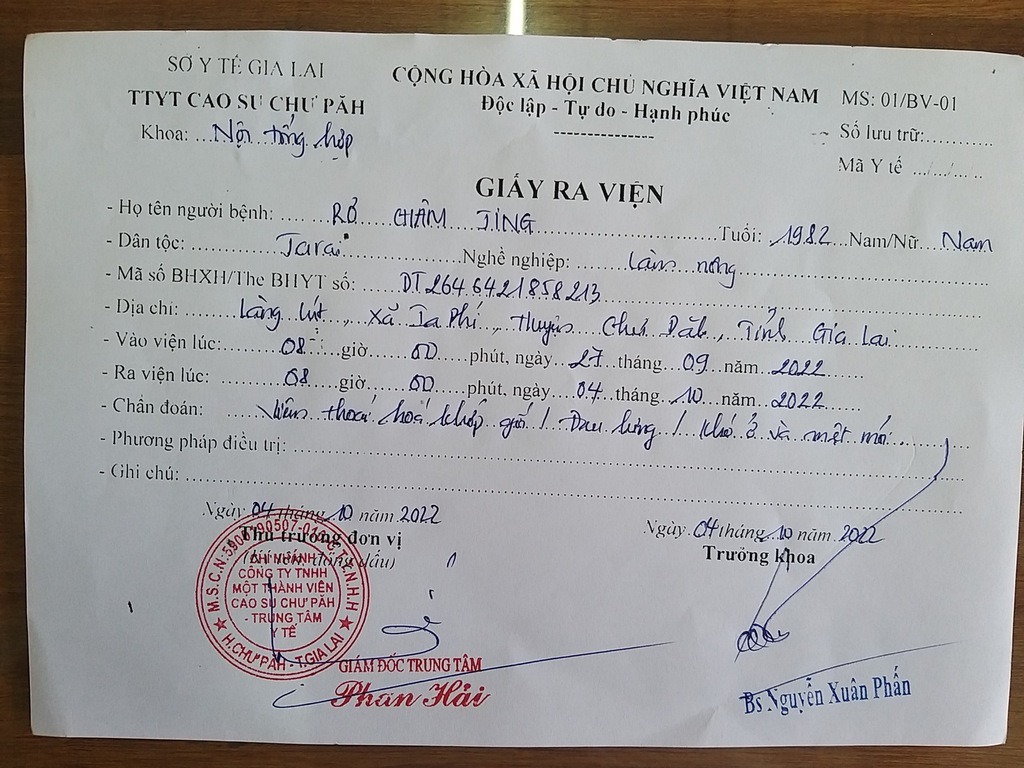 SỞ Y TẾ GIA LAI
TTYT CAO SU CHƯ PĂH
Khoa: Nội tổng hợp
CỘNG HÒA XÃ HỘI CHỦ NGHĨA VIỆT NAM
Độc lập - Tự do - Hạnh phúc
MS: 01/BV-01
Số lưu trữ:
Mã Y tế .../.../... ..
GIẤY RA VIỆN
- Họ tên người bệnh: RƠ CHÂM JING Tuổi: 1982 Nam/Nữ Nam
- Dân tộc: Jarai Nghề nghiệp: Làm nông
- Mã số BHXH/The BHYT số: DT2646421858213
- Địa chỉ: Làng Lút, Xã Ia Phí, Huyện Chư Păh, Tỉnh Gia Lai
- Vào viện lúc: 08 giờ 00 phút, ngày 27 tháng 09 năm 2022
- Ra viện lúc: 08 giờ 00 phút, ngày 04 tháng 10 năm 2022
- Chẩn đoán: Viêm thoái hoá khớp gối / Đau lưng / Khó ở và mệt mỏi
- Phương pháp điều trị:
- Ghi chú:
Ngày 04 tháng 10 năm 2022
Thủ trưởng đơn vị
(ký tên, đóng dấu)
Ngày 04 tháng 10 năm 2022
Trưởng khoa
CHI NHÁNH
CÔNG TY TNHH
MỘT THÀNH VIÊN
CAO SU CHƯ PĂH
- TRUNG TÂM
Y TẾ
H.CHƯ PĂH - T.GIA LAI
GIÁM ĐỐC TRUNG TÂM
Phan Hải
Bs Nguyễn Xuân Phấn